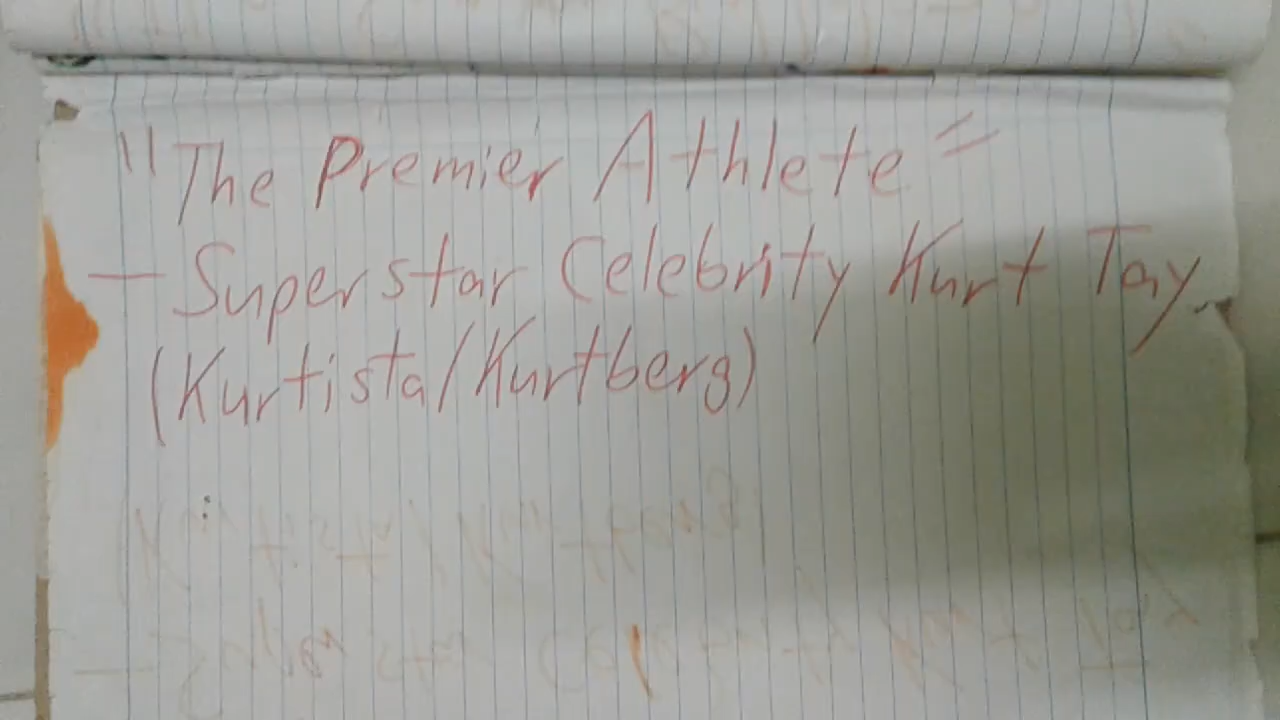 "The Premier Athlete"
- Superstar Celebrity Kurt Tay
(Kurtista/Kurtberg)